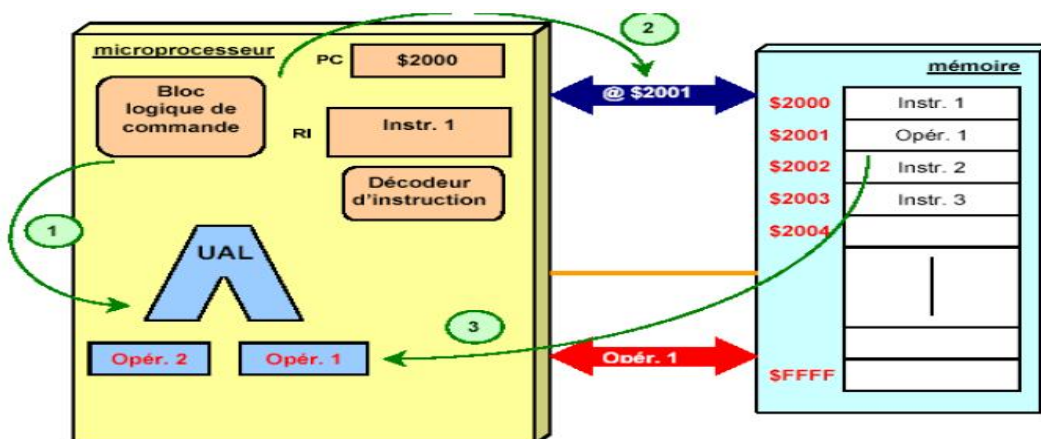 microprocesseur
PC
$2000
2
Bloc
logique de
commande
RI
Instr. 1
Décodeur
d'instruction
1
UAL
3
Opér. 2
Opér. 1
@ $2001
Opér. 1
mémoire
$2000
Instr. 1
$2001
Opér. 1
$2002
Instr. 2
$2003
Instr. 3
$2004
$FFFF